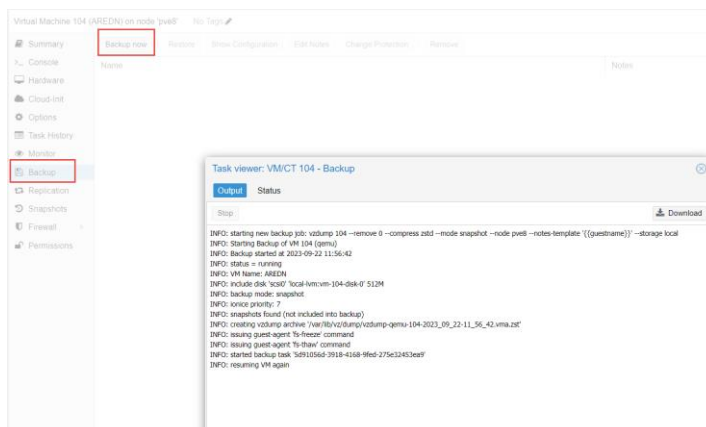 Virtual Machine 104 (AREDN) on node 'pve8' No Tags
Summary
Backup now Restore Show Configuration Edit Notes Change Protection Remove
>_ Console
Name Notes
Hardware
Cloud-Init
Options
Task History
Monitor
Backup
Replication
Snapshots
Firewall
Permissions
Task viewer: VM/CT 104 - Backup
Output Status
Stop Download
INFO: starting new backup job: vzdump 104 --remove 0 --compress zstd --mode snapshot --node pve8 --notes-template '{{guestname}}' --storage local
INFO: Starting Backup of VM 104 (qemu)
INFO: Backup started at 2023-09-22 11:56:42
INFO: status = running
INFO: VM Name: AREDN
INFO: include disk 'scsi0' 'local-lvm:vm-104-disk-0' 512M
INFO: backup mode: snapshot
INFO: ionice priority: 7
INFO: snapshots found (not included into backup)
INFO: creating vzdump archive '/var/lib/vz/dump/vzdump-qemu-104-2023_09_22-11_56_42.vma.zst'
INFO: issuing guest-agent 'fs-freeze' command
INFO: issuing guest-agent 'fs-thaw' command
INFO: started backup task '5d91056d-3918-4168-9fed-275e32453ea9'
INFO: resuming VM again